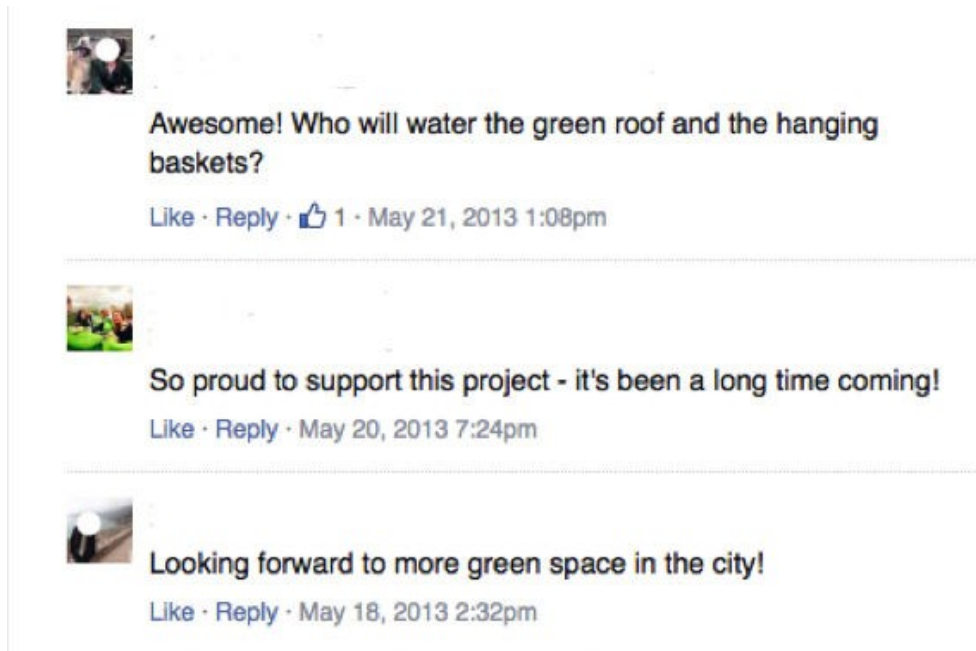 Awesome! Who will water the green roof and the hanging
baskets?
Like · Reply · 1 · May 21, 2013 1:08pm
So proud to support this project - it's been a long time coming!
Like · Reply · May 20, 2013 7:24pm
Looking forward to more green space in the city!
Like · Reply · May 18, 2013 2:32pm